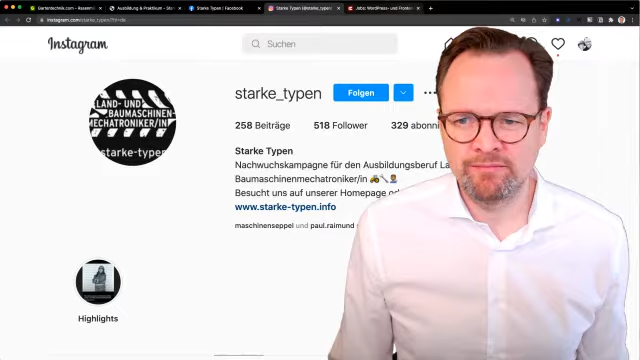 Gartentechnik.com - Rasenmä
Ausbildung & Praktikum - Sta
Starke Typen | Facebook
Starke Typen (@starke_typen)
Jobs: WordPress- und Fronten
instagram.com/starke_typen/?hl=de
Instagram
Suchen
LAND- UND
BAUMASCHINEN-
MECHATRONIKER/IN
starke-typen
starke_typen
Folgen
258 Beiträge
518 Follower
329 abonni
Starke Typen
Nachwuchskampagne für den Ausbildungsberuf La
Baumaschinenmechatroniker/in
Besucht uns auf unserer Homepage od
www.starke-typen.info
maschinenseppel und paul.raimund
Highlights